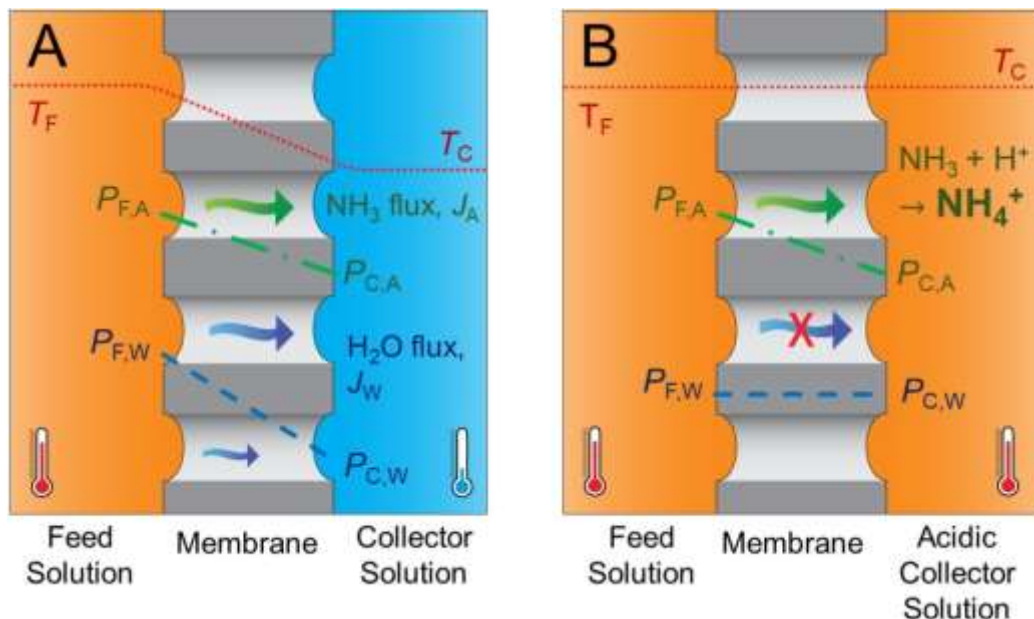 A
T_F
T_C
P_F,A
NH₃ flux, J_A
P_C,A
P_F,W
H₂O flux,
J_W
P_C,W
Feed
Solution
Membrane
Collector
Solution
B
T_C
T_F
NH₃ + H⁺
→ NH₄⁺
P_F,A
P_C,A
X
P_F,W
P_C,W
Feed
Solution
Membrane
Acidic
Collector
Solution